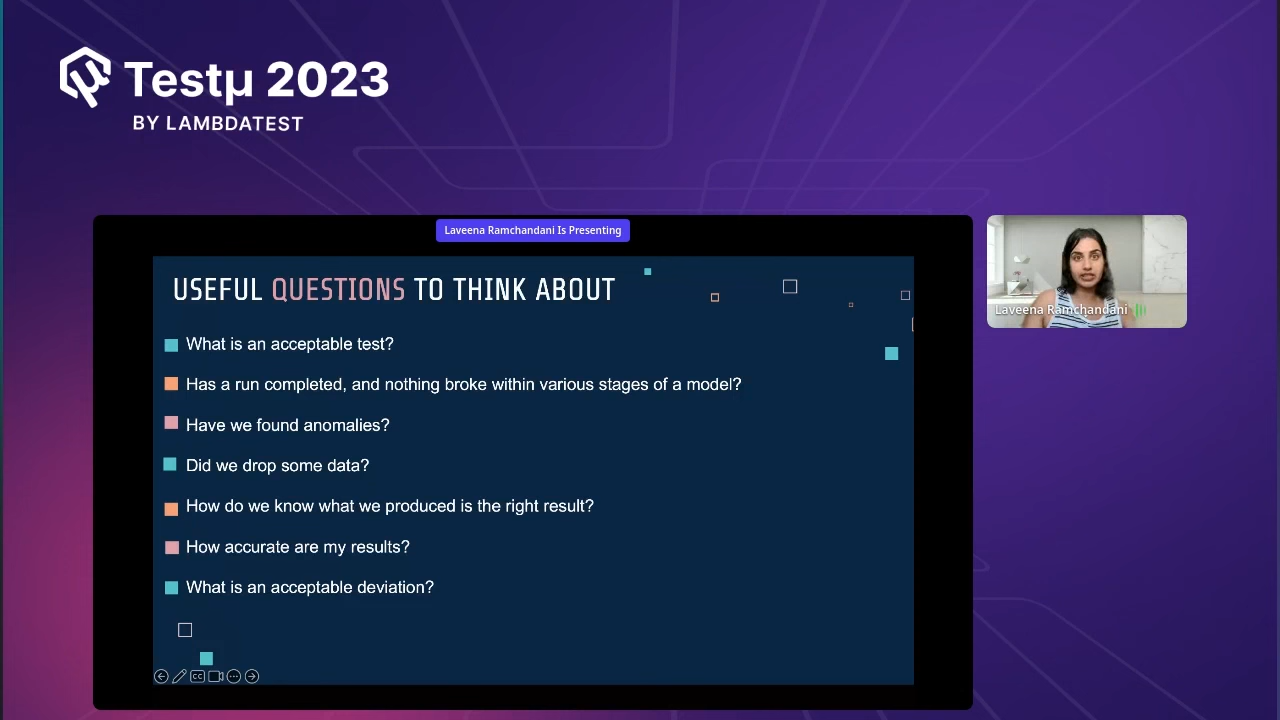 Testμ 2023
BY LAMBDATEST
Laveena Ramchandani Is Presenting
USEFUL QUESTIONS TO THINK ABOUT
What is an acceptable test?
Has a run completed, and nothing broke within various stages of a model?
Have we found anomalies?
Did we drop some data?
How do we know what we produced is the right result?
How accurate are my results?
What is an acceptable deviation?
Laveena Ramchandani
CC